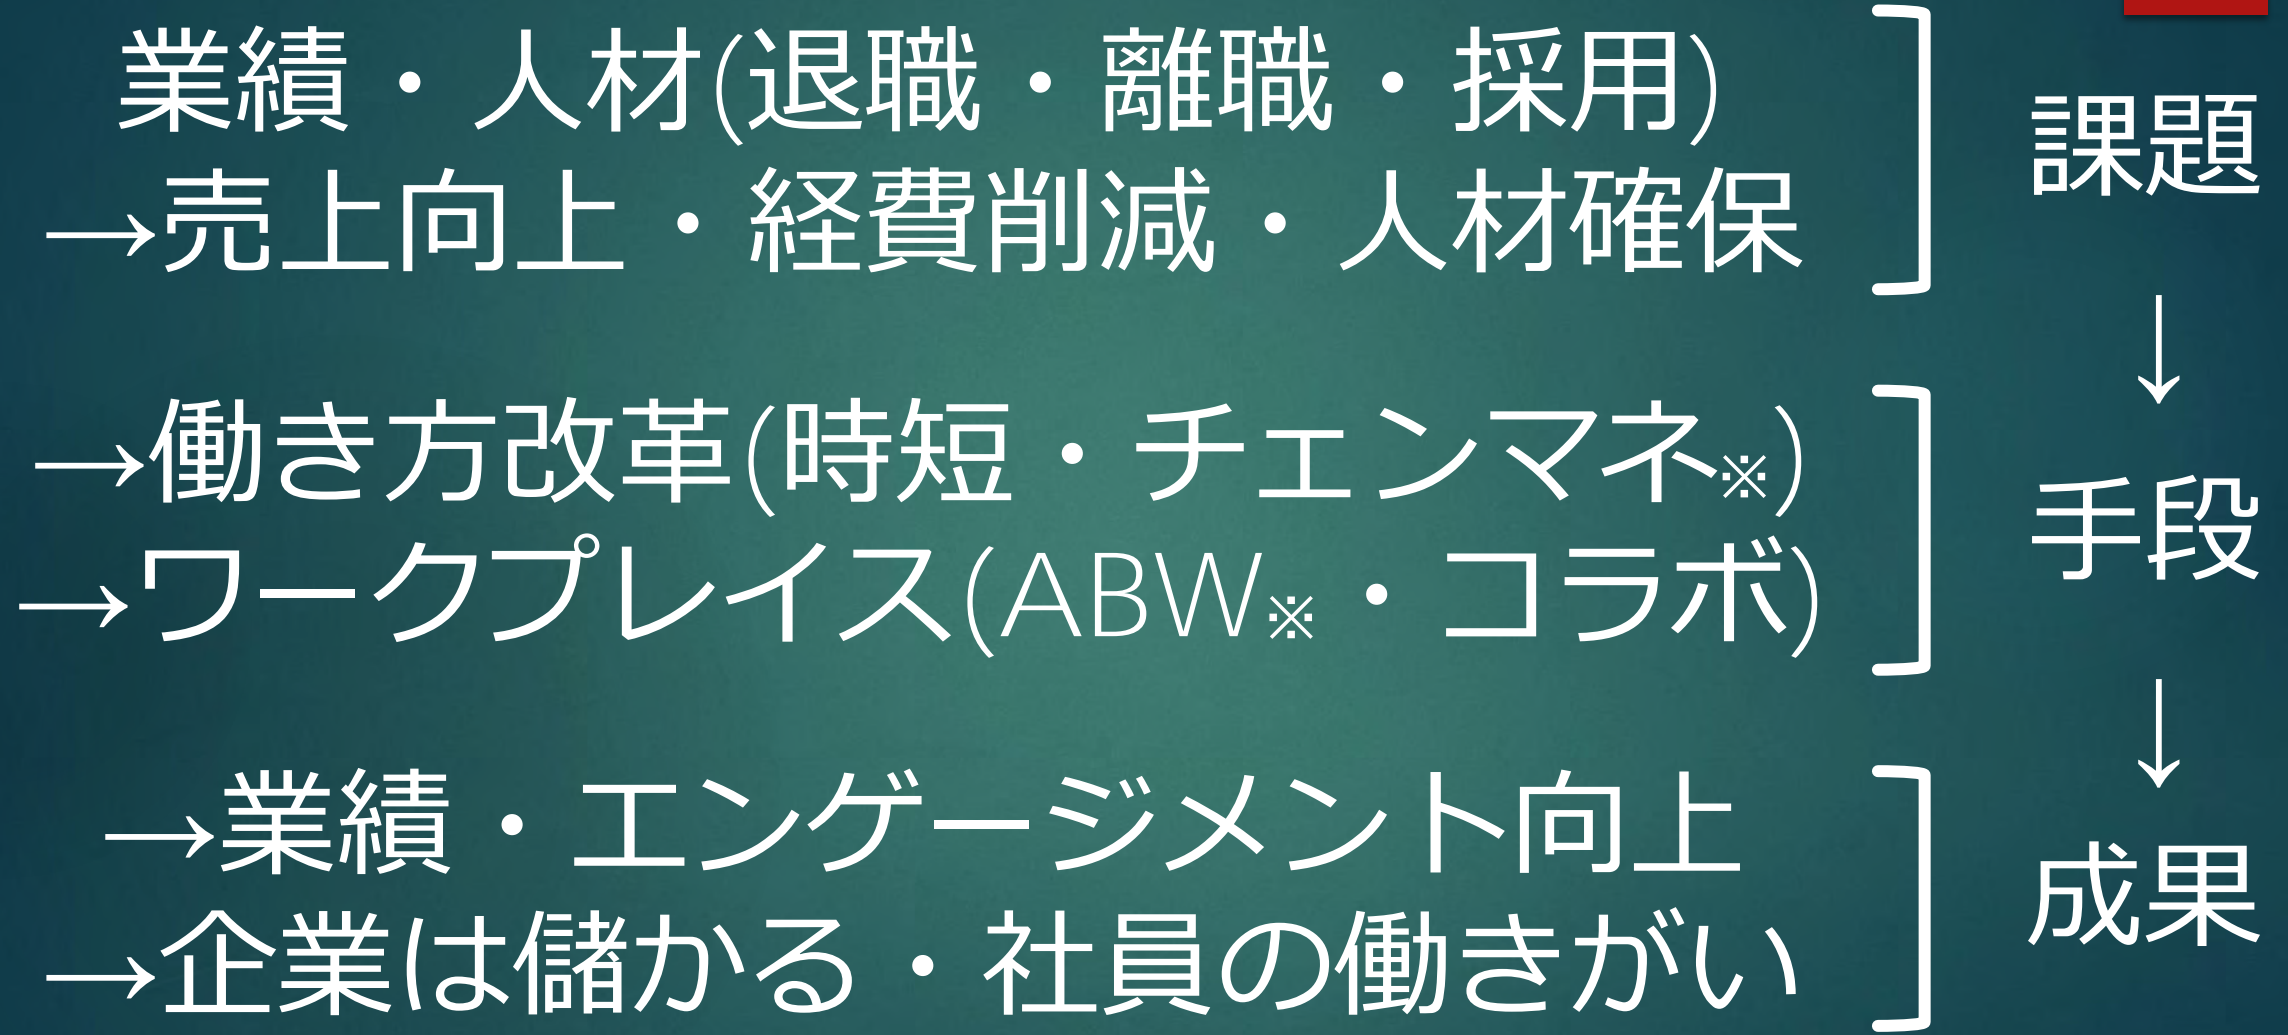 業績・人材(退職・離職・採用)
→売上向上・経費削減・人材確保
課題
↓
→働き方改革(時短・チェンマネ※)
→ワークプレイス(ABW※・コラボ)
手段
↓
→業績・エンゲージメント向上
→企業は儲かる・社員の働きがい
成果